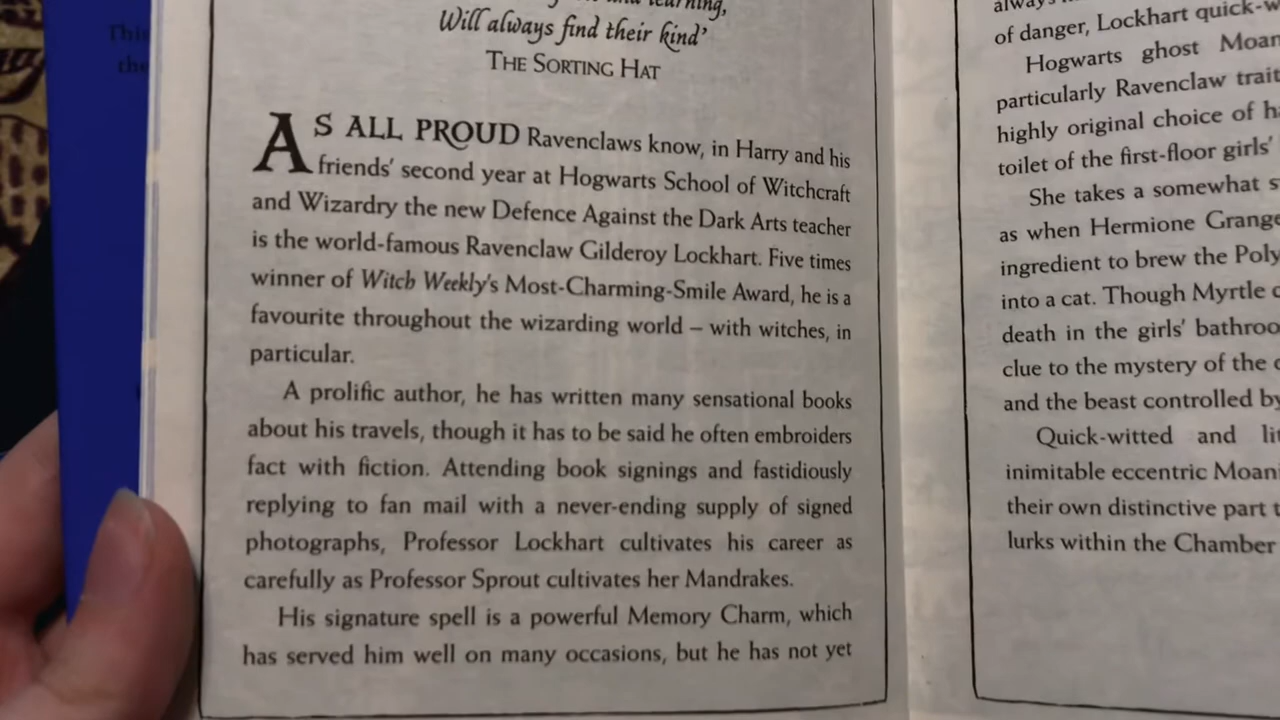 This
the
and learning,
Will always find their kind'
THE SORTING HAT
AS ALL PROUD Ravenclaws know, in Harry and his
friends' second year at Hogwarts School of Witchcraft
and Wizardry the new Defence Against the Dark Arts teacher
is the world-famous Ravenclaw Gilderoy Lockhart. Five times
winner of Witch Weekly's Most-Charming-Smile Award, he is a
favourite throughout the wizarding world – with witches, in
particular.
A prolific author, he has written many sensational books
about his travels, though it has to be said he often embroiders
fact with fiction. Attending book signings and fastidiously
replying to fan mail with a never-ending supply of signed
photographs, Professor Lockhart cultivates his career as
carefully as Professor Sprout cultivates her Mandrakes.
His signature spell is a powerful Memory Charm, which
has served him well on many occasions, but he has not yet
always
of danger, Lockhart quick-w
Hogwarts ghost Moan
particularly Ravenclaw trait
highly original choice of ha
toilet of the first-floor girls'
She takes a somewhat s
as when Hermione Grange
ingredient to brew the Poly
into a cat. Though Myrtle
death in the girls' bathroo
clue to the mystery of the
and the beast controlled by
Quick-witted and lit
inimitable eccentric Moani
their own distinctive part t
lurks within the Chamber